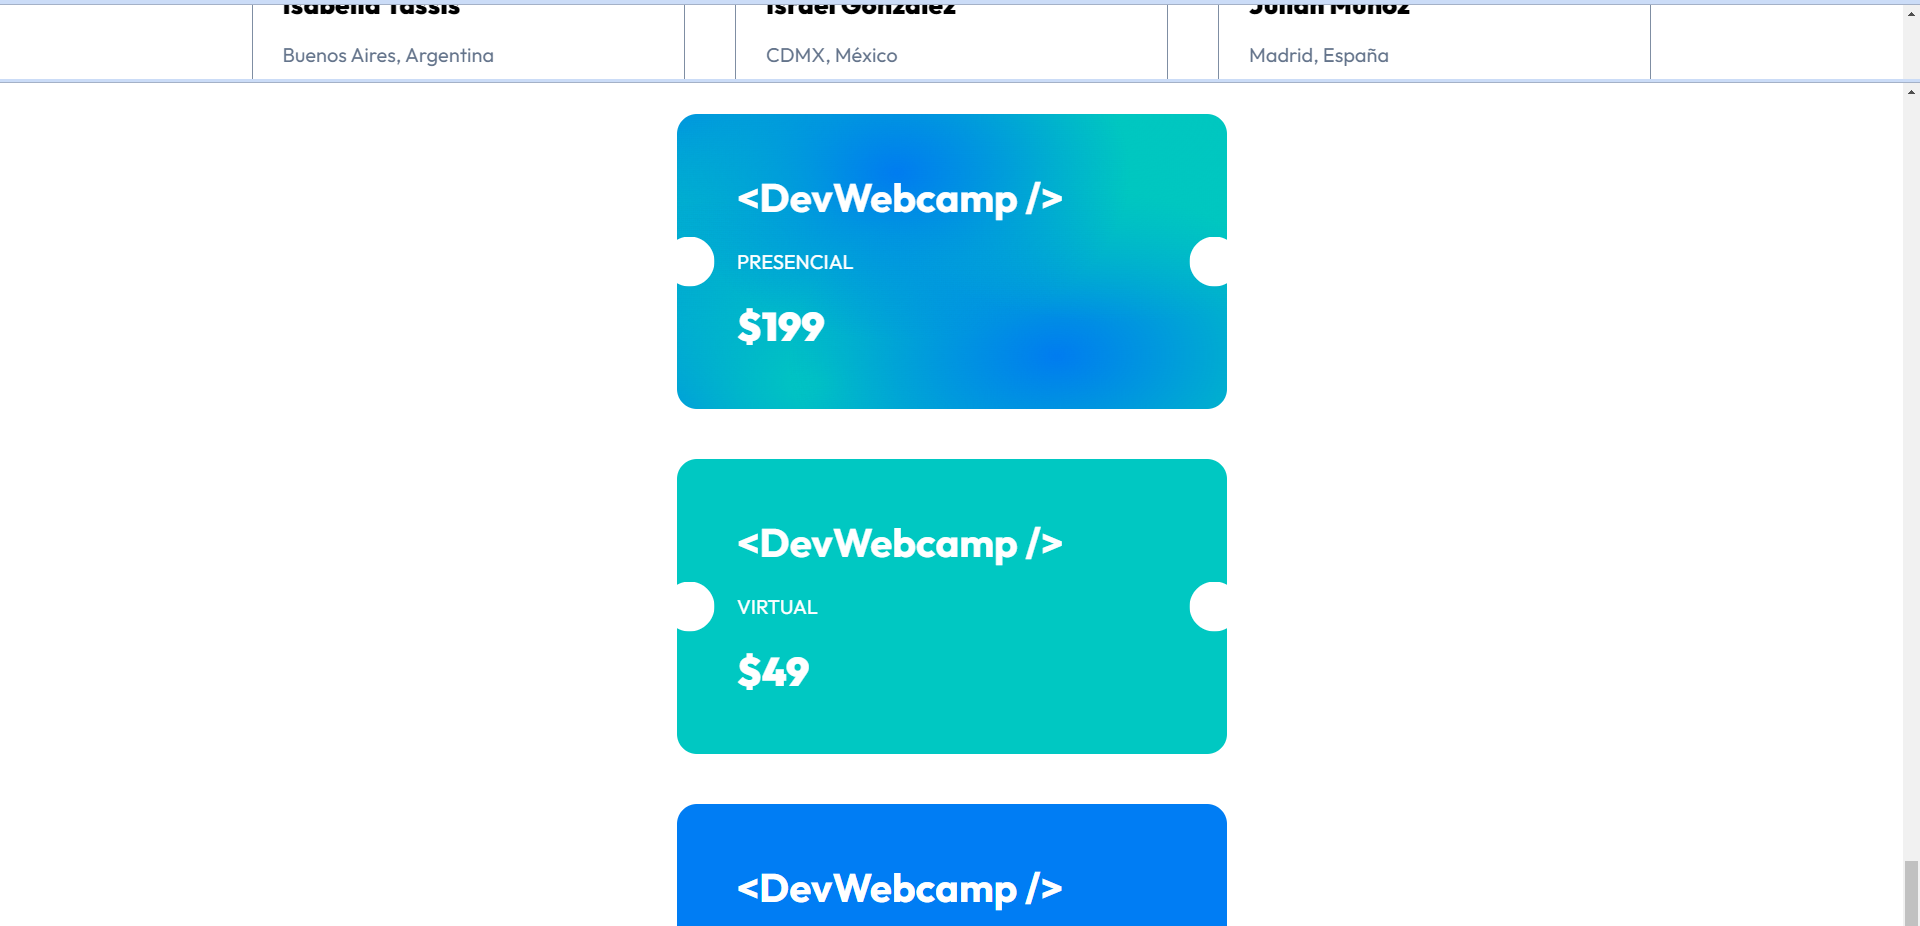 Isabella Tassis
Israel González
Julián Muñoz
Buenos Aires, Argentina
CDMX, México
Madrid, España
<DevWebcamp />
PRESENCIAL
$199
<DevWebcamp />
VIRTUAL
$49
<DevWebcamp />